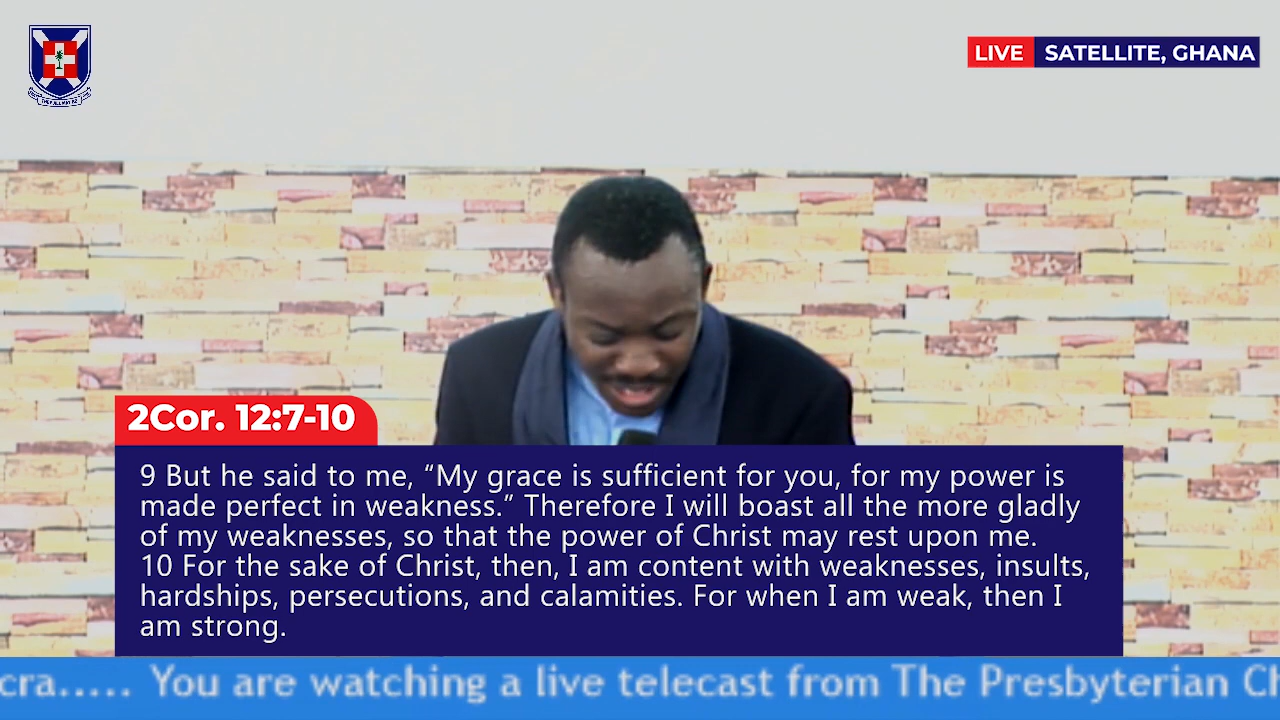 LIVE SATELLITE, GHANA
2Cor. 12:7-10
9 But he said to me, “My grace is sufficient for you, for my power is
made perfect in weakness.” Therefore I will boast all the more gladly
of my weaknesses, so that the power of Christ may rest upon me.
10 For the sake of Christ, then, I am content with weaknesses, insults,
hardships, persecutions, and calamities. For when I am weak, then I
am strong.
cra..... You are watching a live telecast from The Presbyterian Ch